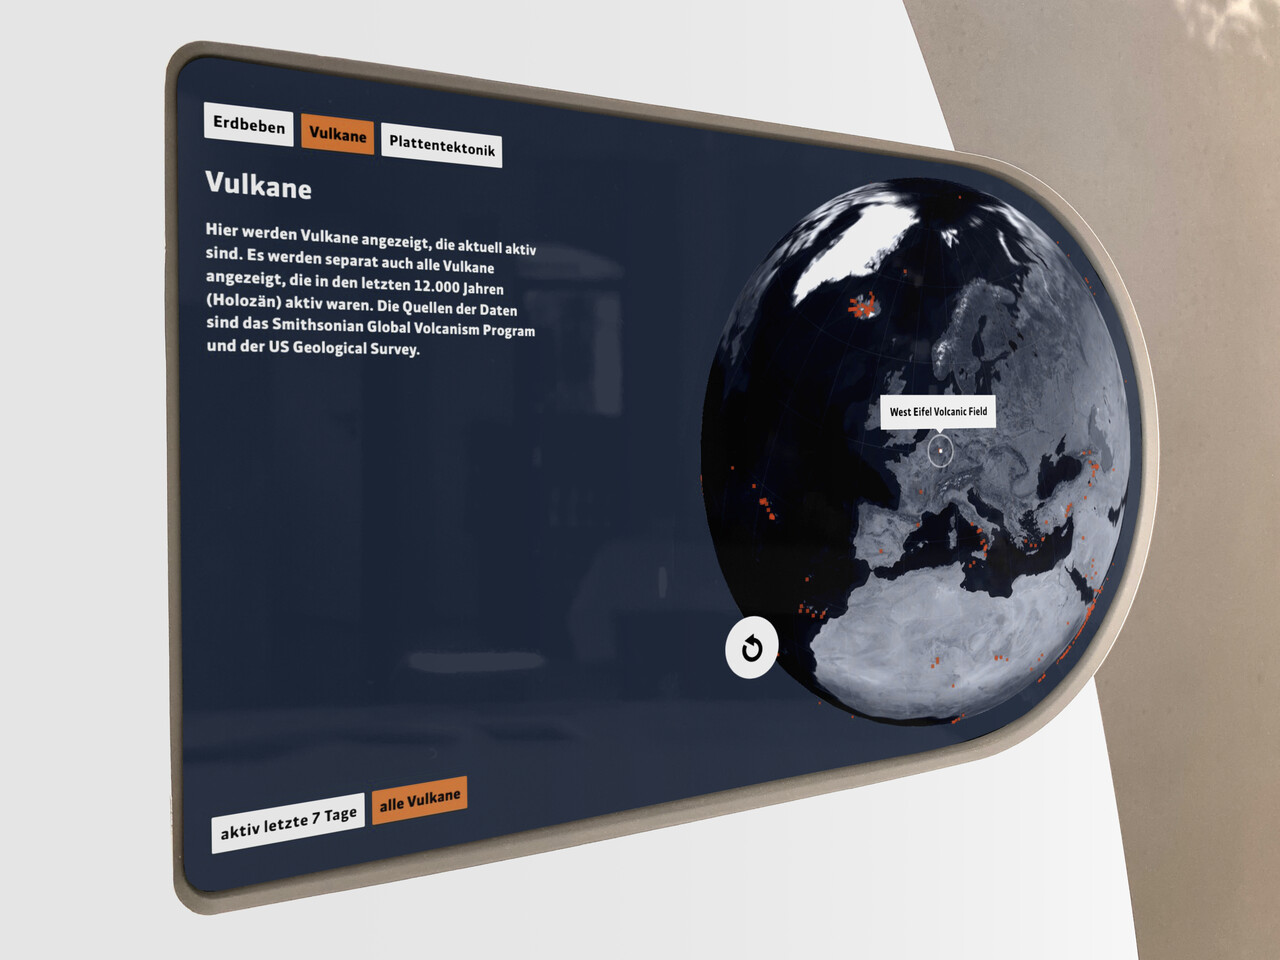 Erdbeben
Vulkane
Plattentektonik
Vulkane
Hier werden Vulkane angezeigt, die aktuell aktiv
sind. Es werden separat auch alle Vulkane
angezeigt, die in den letzten 12.000 Jahren
(Holozän) aktiv waren. Die Quellen der Daten
sind das Smithsonian Global Volcanism Program
und der US Geological Survey.
West Eifel Volcanic Field
aktiv letzte 7 Tage
alle Vulkane